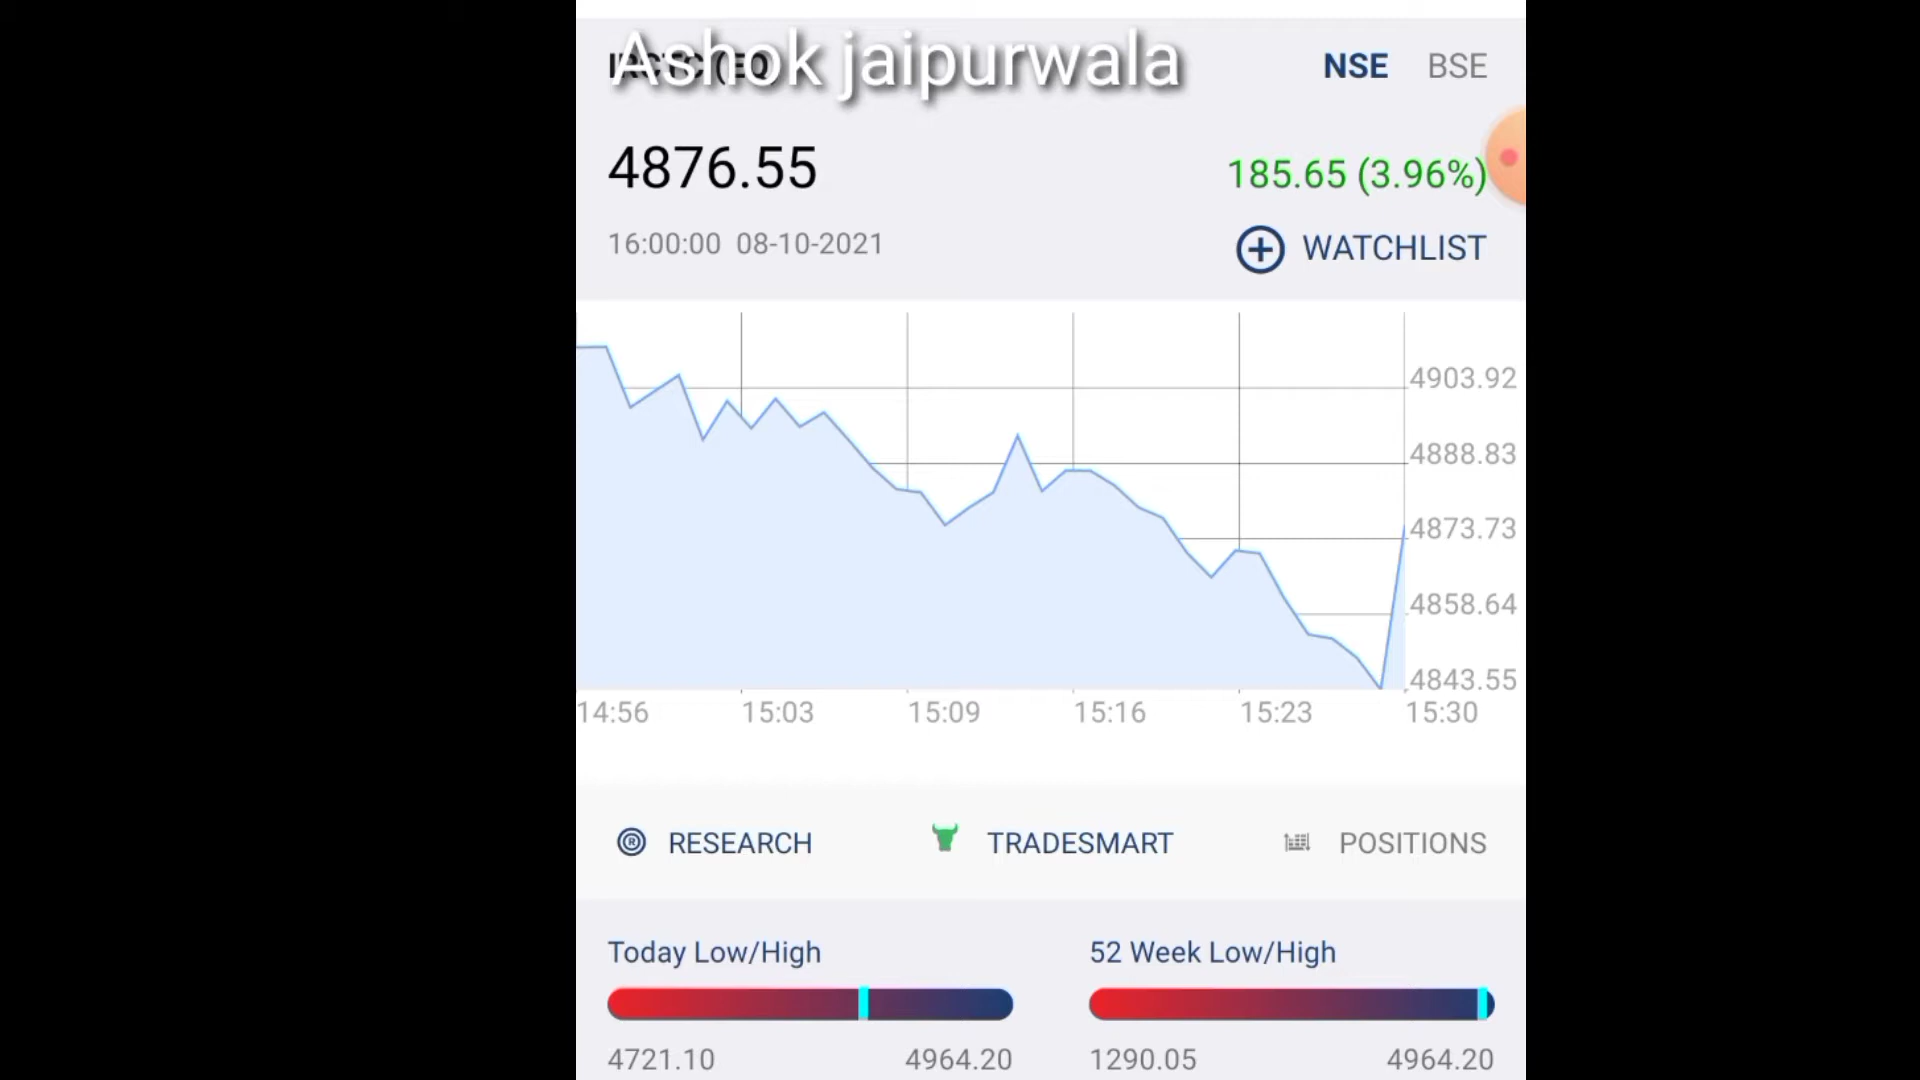 IRCTC (EQ)
Ashok jaipurwala
NSE BSE
4876.55
185.65 (3.96%)
16:00:00 08-10-2021
WATCHLIST
4903.92
4888.83
4873.73
4858.64
4843.55
14:56 15:03 15:09 15:16 15:23 15:30
RESEARCH TRADESMART POSITIONS
Today Low/High 52 Week Low/High
4721.10 4964.20 1290.05 4964.20